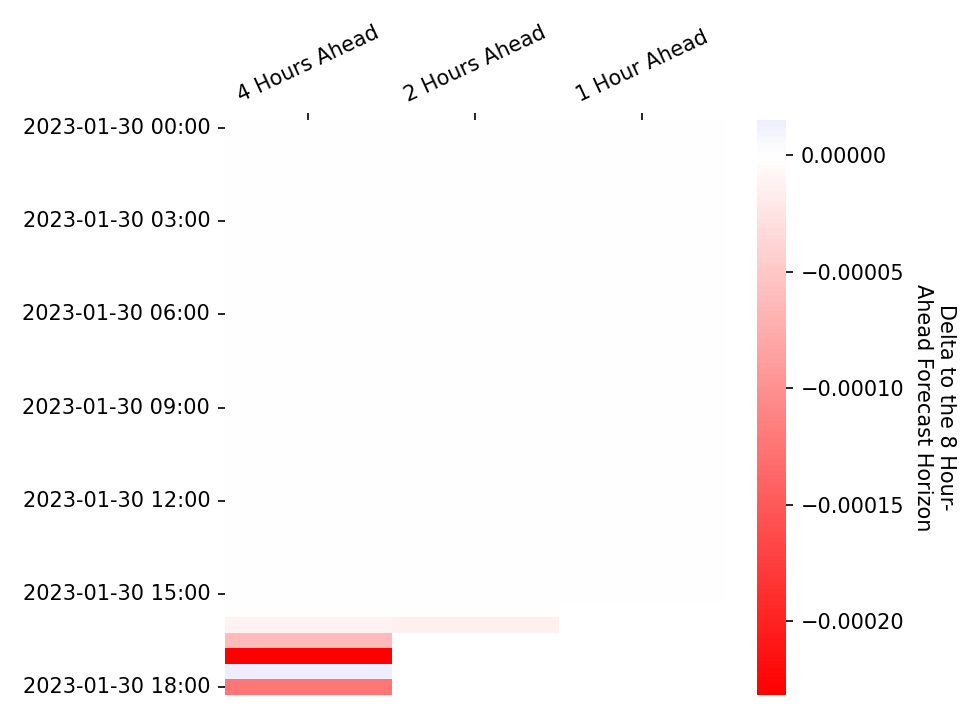 4 Hours Ahead
2 Hours Ahead
1 Hour Ahead
2023-01-30 00:00
2023-01-30 03:00
2023-01-30 06:00
2023-01-30 09:00
2023-01-30 12:00
2023-01-30 15:00
2023-01-30 18:00
0.00000
−0.00005
−0.00010
−0.00015
−0.00020
Delta to the 8 Hour-
Ahead Forecast Horizon